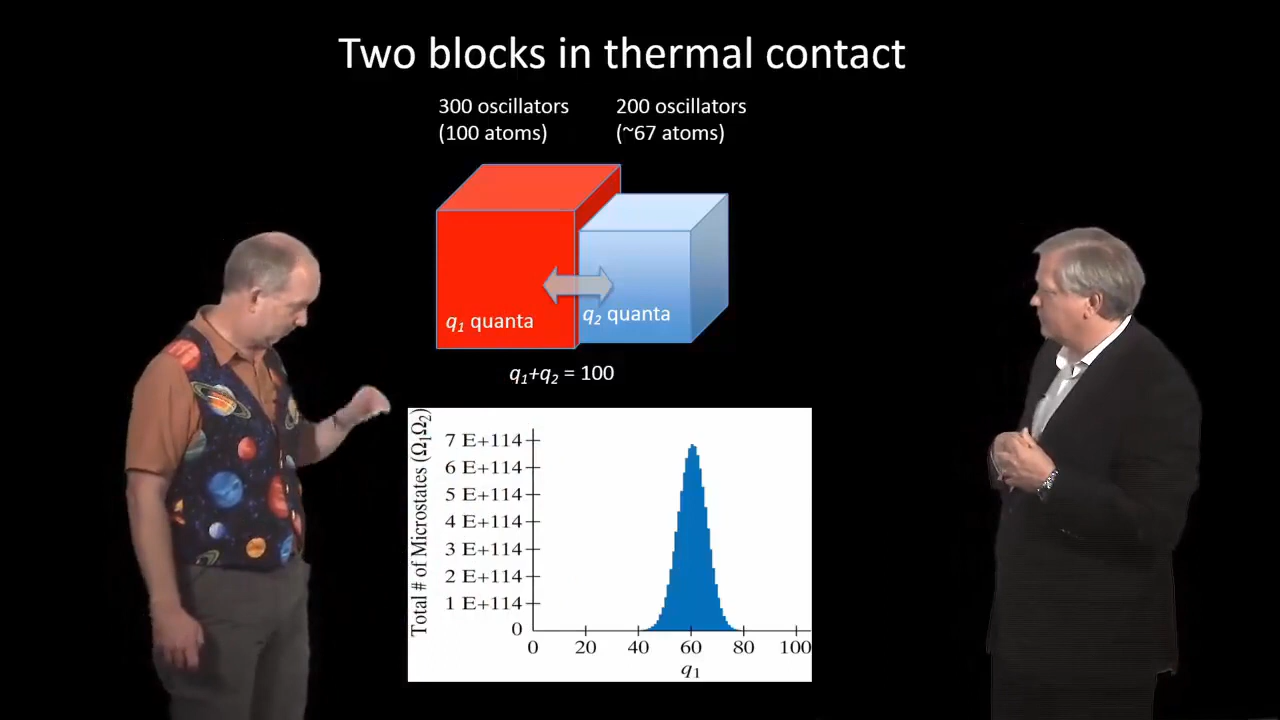 Two blocks in thermal contact
300 oscillators
(100 atoms)
200 oscillators
(~67 atoms)
q₁ quanta
q₂ quanta
q₁+q₂ = 100
Total # of Microstates (Ω₁Ω₂)
7 E+114
6 E+114
5 E+114
4 E+114
3 E+114
2 E+114
1 E+114
0
0 20 40 60 80 100
q₁